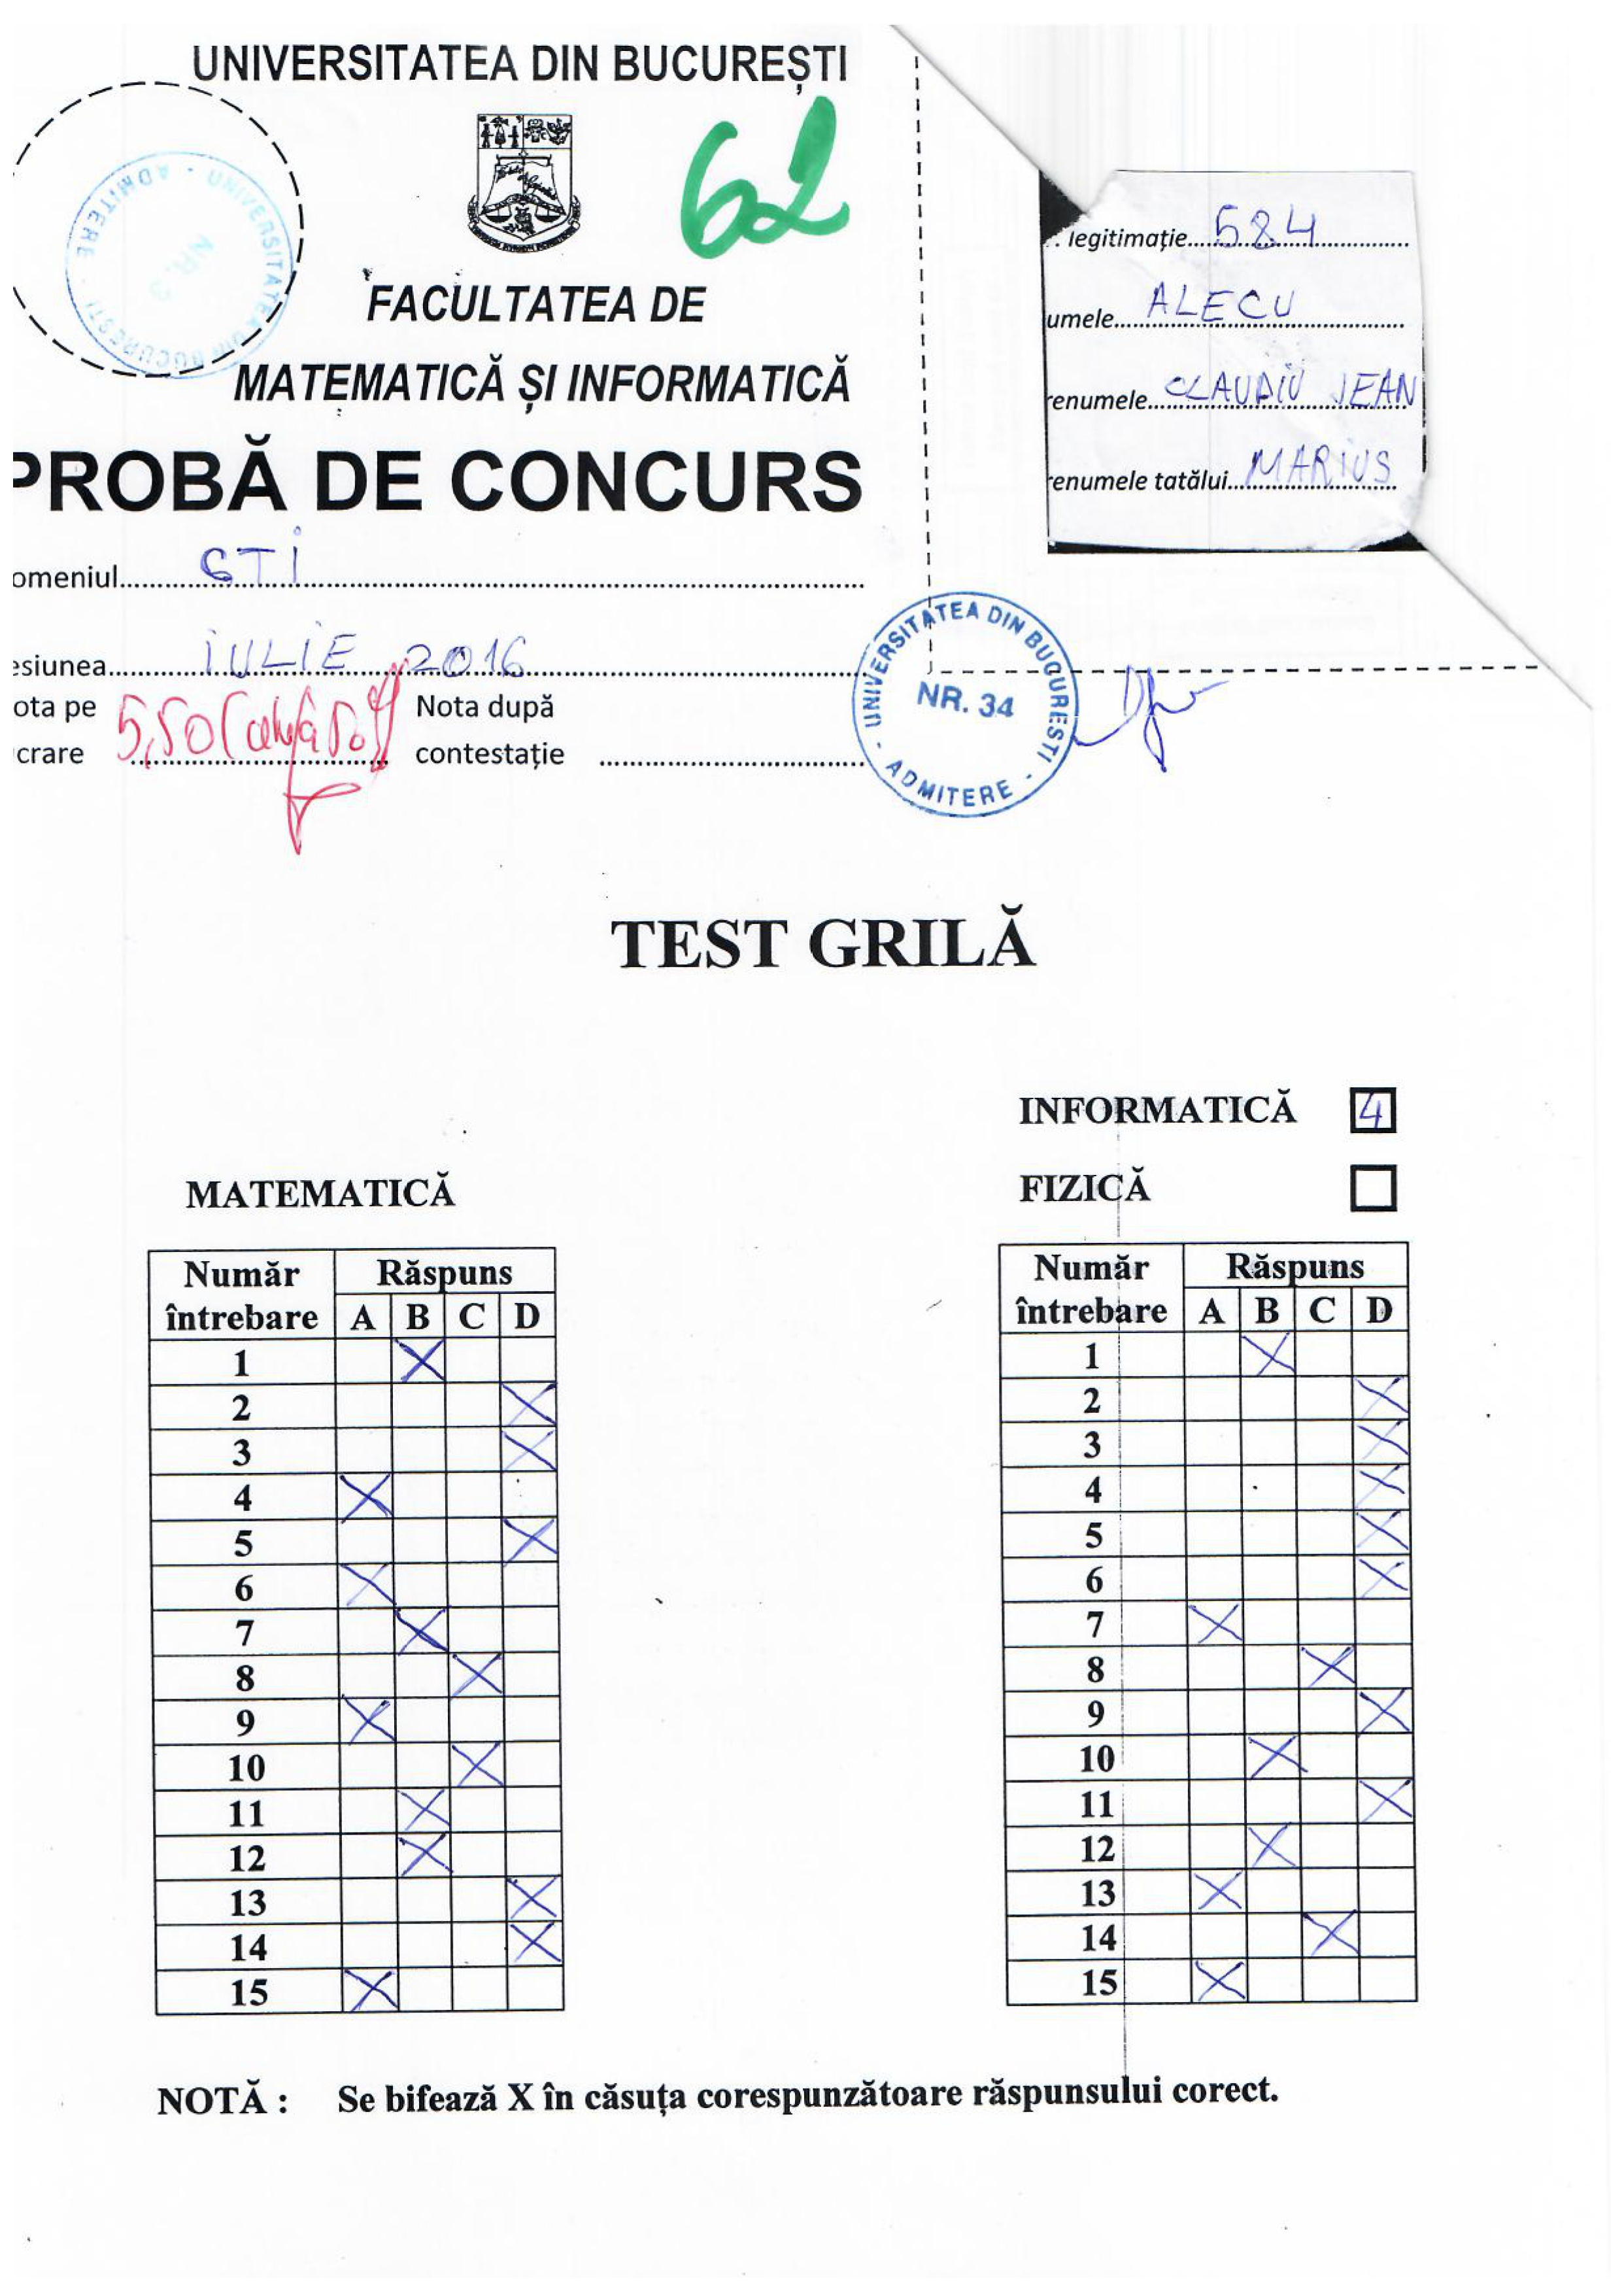 UNIVERSITATEA DIN BUCUREȘTI
62
UNIVERSITATEA DIN BUCUREȘTI - ADMITERE -
NR. 3
FACULTATEA DE
MATEMATICĂ ȘI INFORMATICĂ
PROBĂ DE CONCURS
legitimație 584
umele ALECU
renumele CLAUDIU JEAN
renumele tatălui MARIUS
omeniul CTI
esiunea IULIE 2016
ota pe
crare 5,50
Nota după
contestație
UNIVERSITATEA DIN BUCUREȘTI - ADMITERE -
NR. 34
TEST GRILĂ
INFORMATICĂ 4
FIZICĂ
MATEMATICĂ
Număr întrebare Răspuns
A B C D
1 X
2 X
3 X
4 X
5 X
6 X
7 X
8 X
9 X
10 X
11 X
12 X
13 X
14 X
15 X
Număr întrebare Răspuns
A B C D
1 X
2 X
3 X
4 X
5 X
6 X
7 X
8 X
9 X
10 X
11 X
12 X
13 X
14 X
15 X
NOTĂ : Se bifează X în căsuța corespunzătoare răspunsului corect.